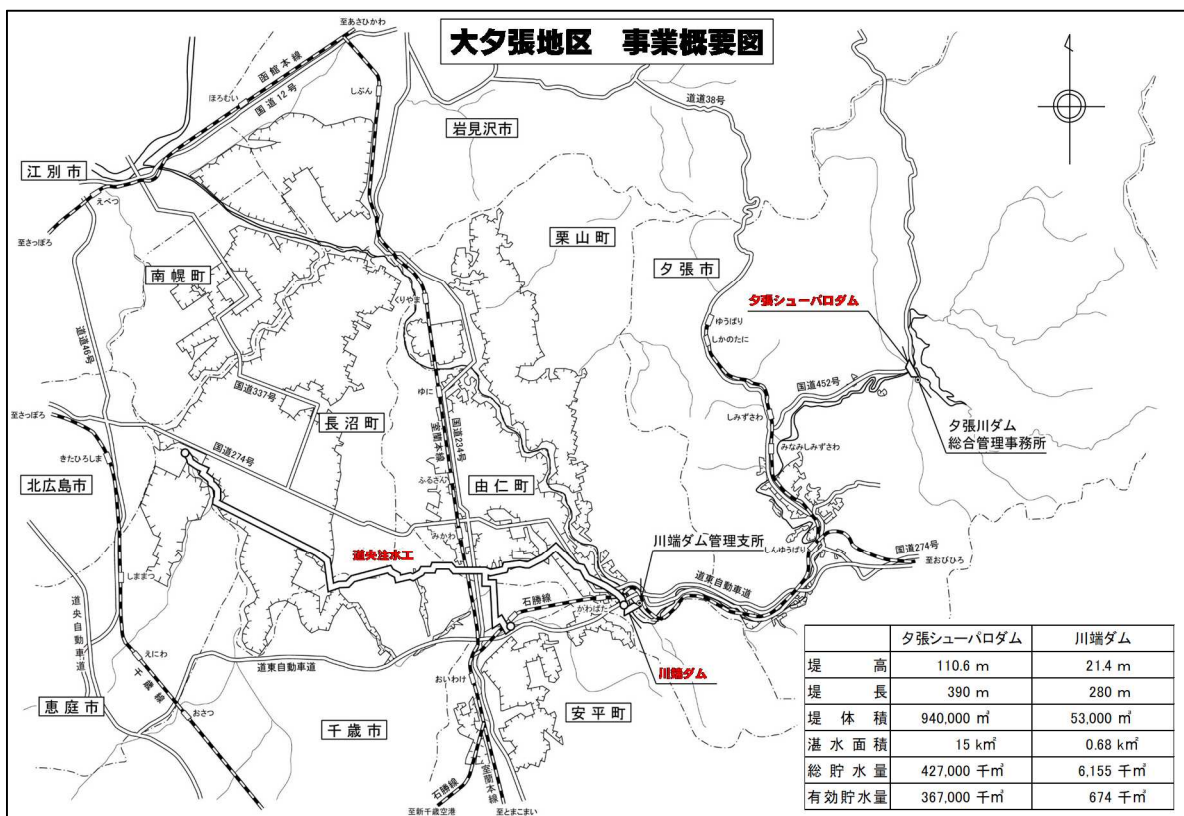 大夕張地区 事業概要図
至あさひかわ
函館本線
国道12号
ほろむい
しぶん
道道38号
岩見沢市
江別市
えべつ
至さっぽろ
栗山町
南幌町
夕張市
くりやま
夕張シューパロダム
ゆうばり
しかのたに
道道46号
国道337号
ゆに
国道452号
至さっぽろ
長沼町
室蘭本線
国道234号
しみずさわ
夕張川ダム
総合管理事務所
みなみしみずさわ
国道274号
きたひろしま
ふるさん
由仁町
北広島市
みかわ
川端ダム管理支所
しんゆうばり
国道274号
至おびひろ
道央注水工
しままつ
石勝線
かわばた
道東自動車道
道央自動車道
えにわ
道東自動車道
川端ダム
おいわけ
千歳線
恵庭市
おさつ
千歳市
安平町
石勝線
室蘭本線
至新千歳空港
至とまこまい
夕張シューパロダム 川端ダム
堤高 110.6 m 21.4 m
堤長 390 m 280 m
堤体積 940,000 ㎥ 53,000 ㎥
湛水面積 15 k㎡ 0.68 k㎡
総貯水量 427,000 千㎥ 6,155 千㎥
有効貯水量 367,000 千㎥ 674 千㎥